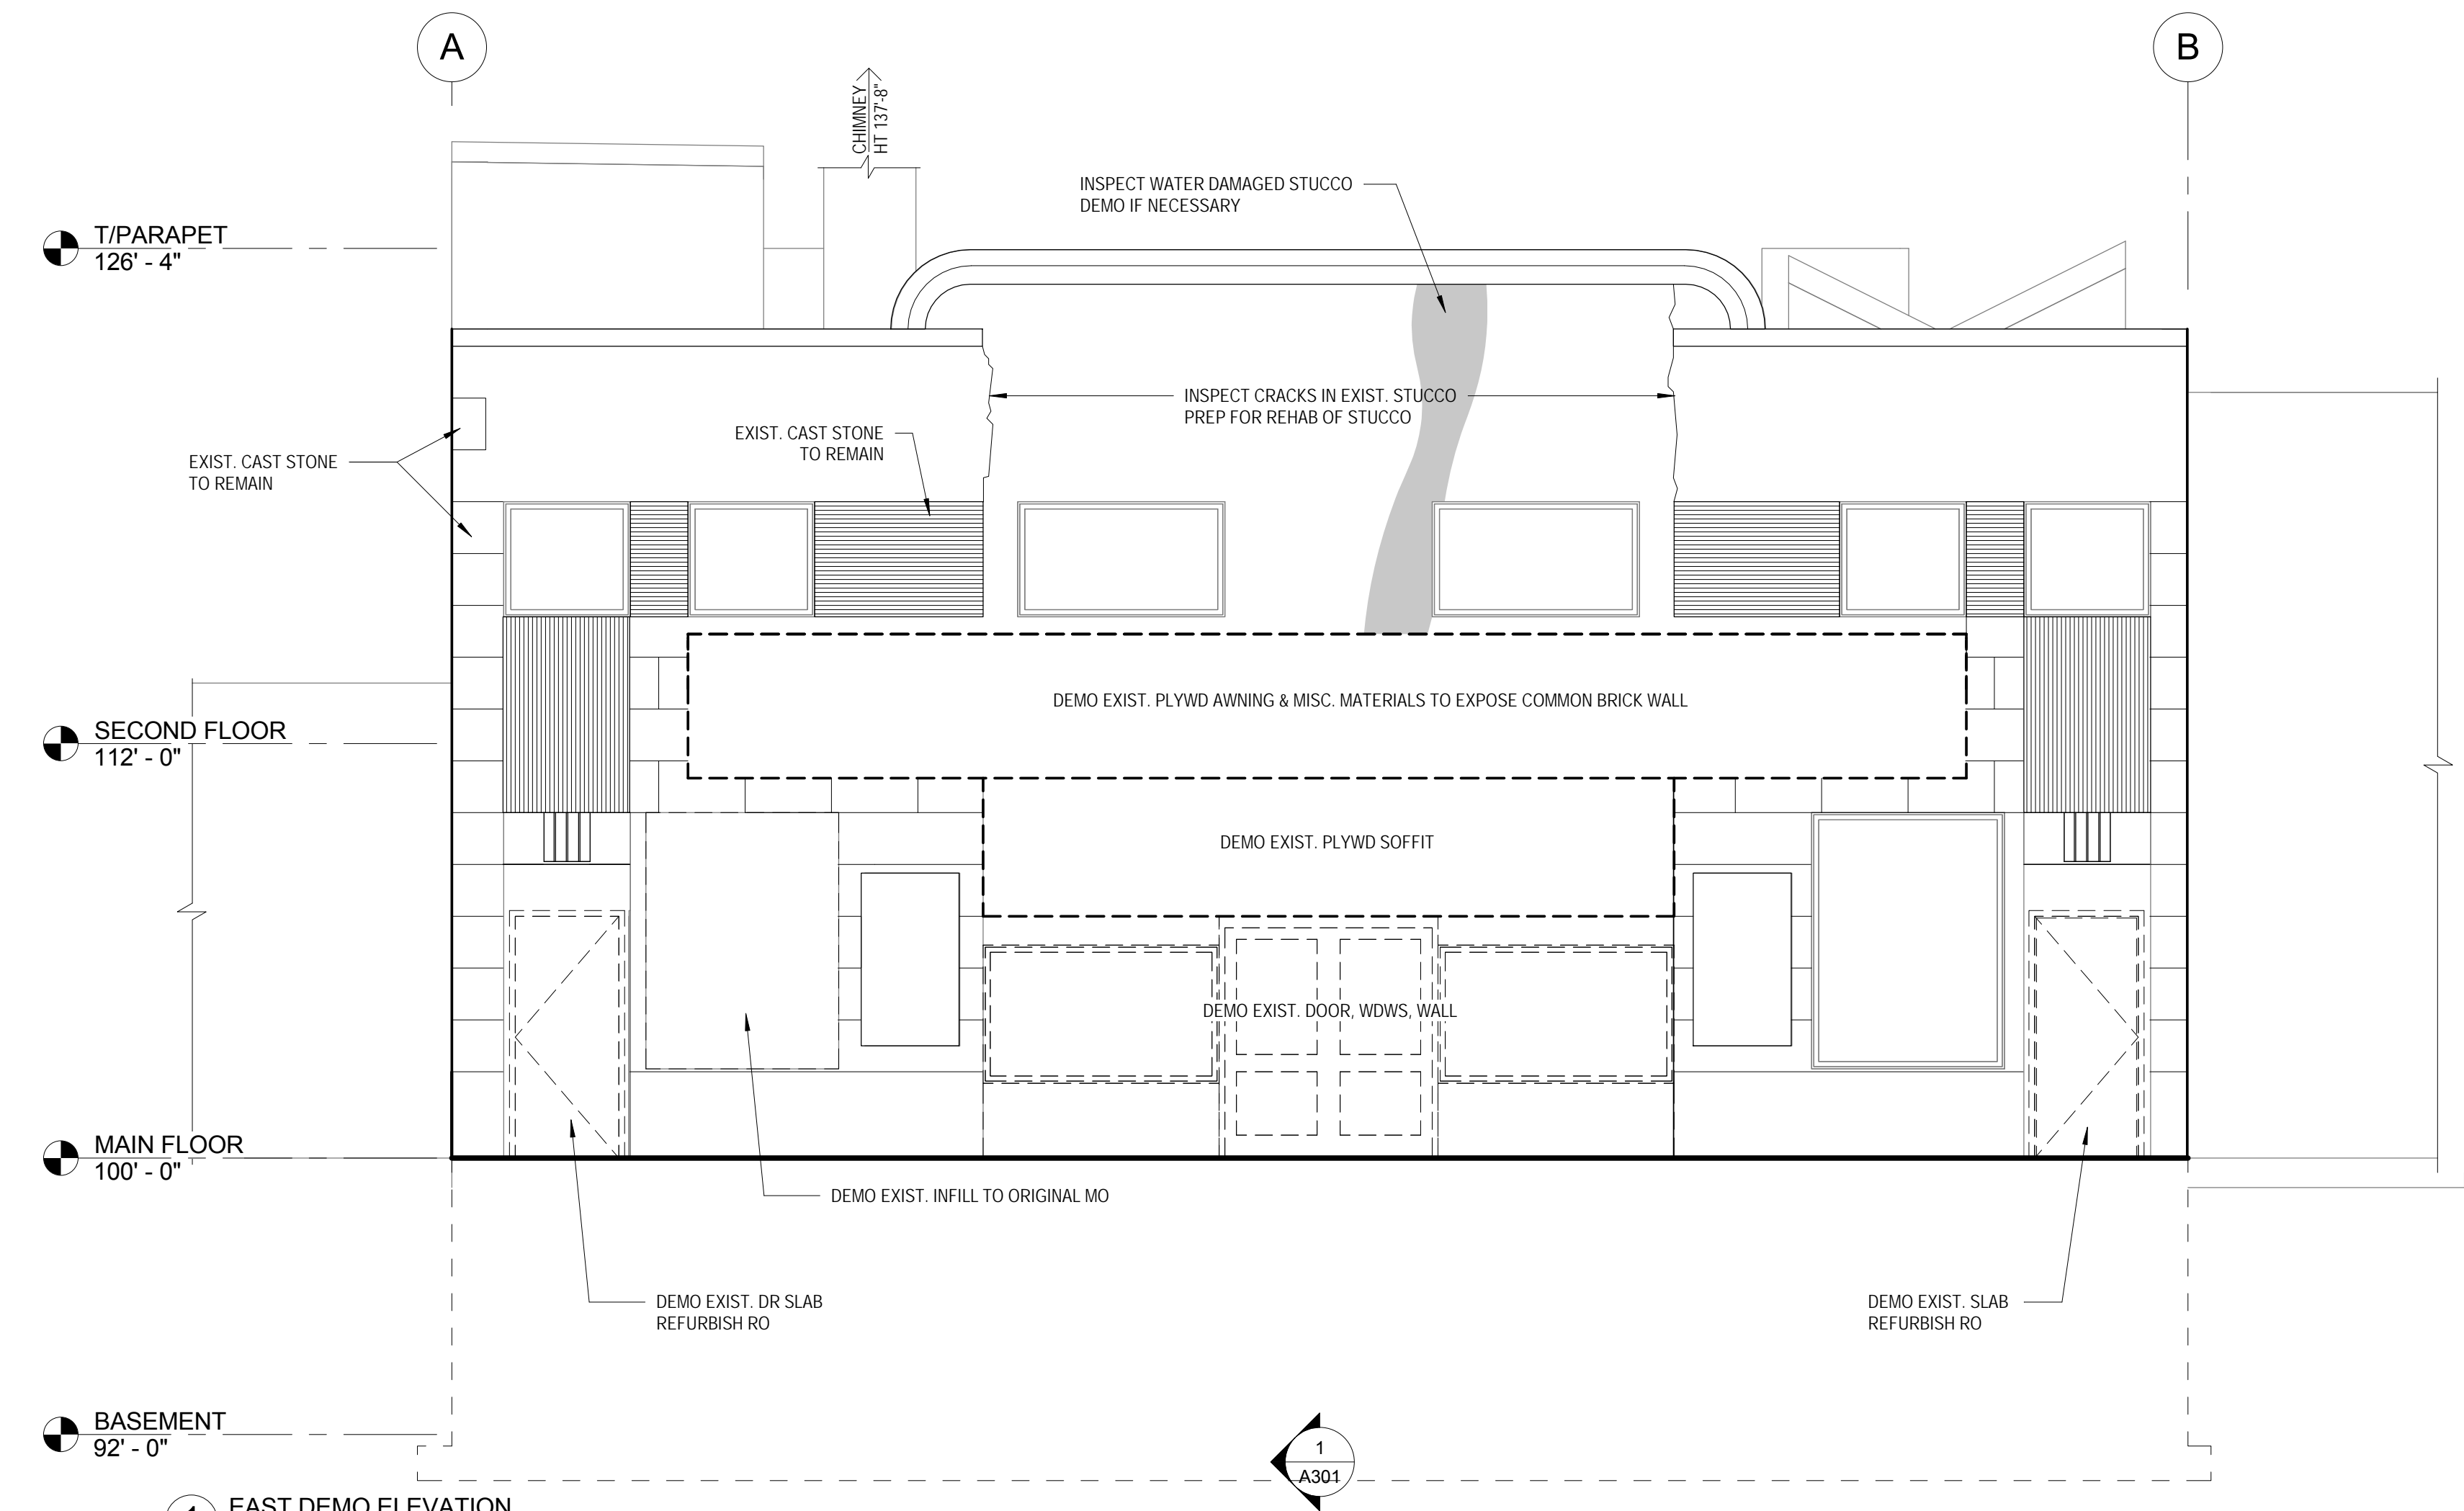 A
B
CHIMNEY
HT 137'-8"
INSPECT WATER DAMAGED STUCCO
DEMO IF NECESSARY
T/PARAPET
126' - 4"
INSPECT CRACKS IN EXIST. STUCCO
PREP FOR REHAB OF STUCCO
EXIST. CAST STONE
TO REMAIN
EXIST. CAST STONE
TO REMAIN
DEMO EXIST. PLYWD AWNING & MISC. MATERIALS TO EXPOSE COMMON BRICK WALL
SECOND FLOOR
112' - 0"
DEMO EXIST. PLYWD SOFFIT
DEMO EXIST. DOOR, WDWS, WALL
MAIN FLOOR
100' - 0"
DEMO EXIST. INFILL TO ORIGINAL MO
DEMO EXIST. DR SLAB
REFURBISH RO
DEMO EXIST. SLAB
REFURBISH RO
BASEMENT
92' - 0"
1
A301
1
EAST DEMO ELEVATION